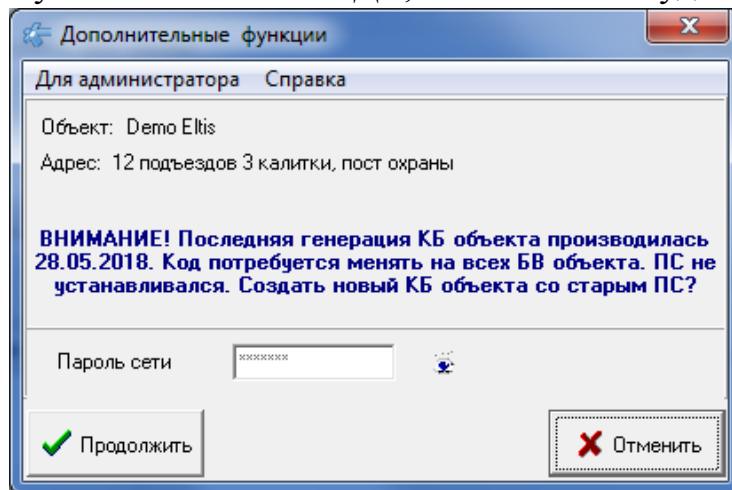 Дополнительные функции
Для администратора Справка
Объект: Demo Eltis
Адрес: 12 подъездов 3 калитки, пост охраны
ВНИМАНИЕ! Последняя генерация КБ объекта производилась
28.05.2018. Код потребуется менять на всех БВ объекта. ПС не
устанавливался. Создать новый КБ объекта со старым ПС?
Пароль сети xxxxxxx
Продолжить Отменить